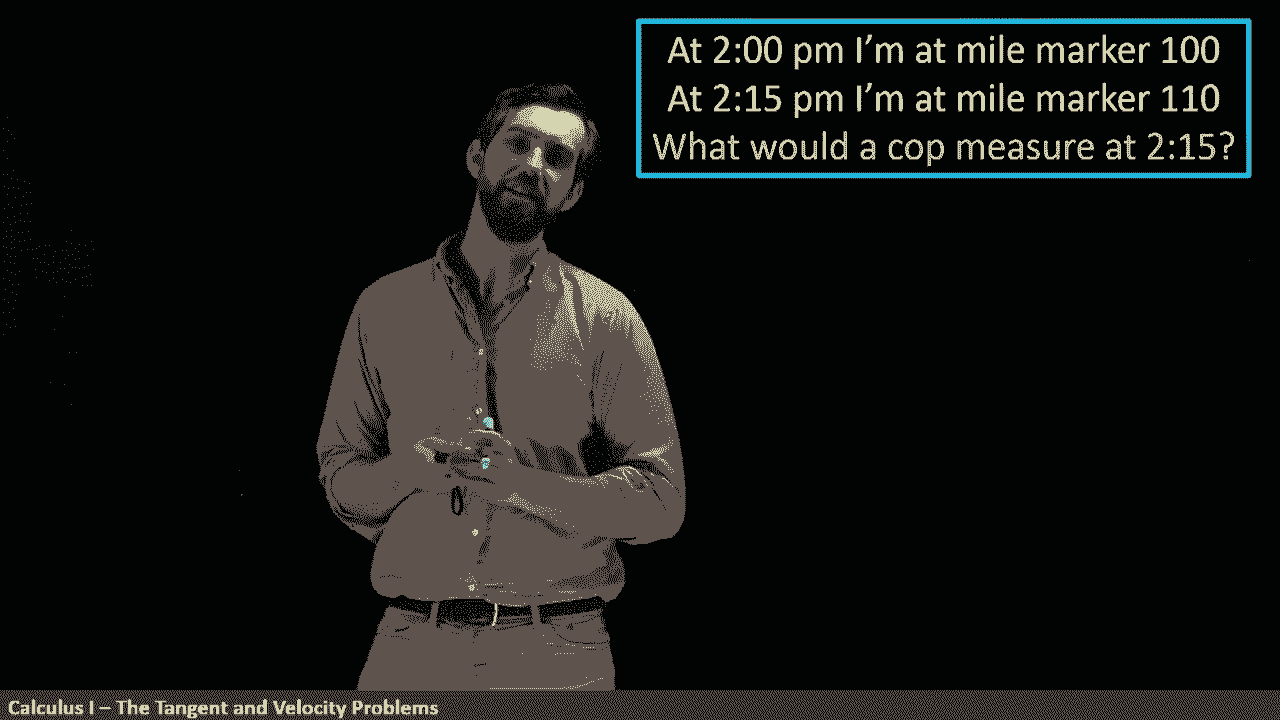 At 2:00 pm I’m at mile marker 100
At 2:15 pm I’m at mile marker 110
What would a cop measure at 2:15?
Calculus I – The Tangent and Velocity Problems